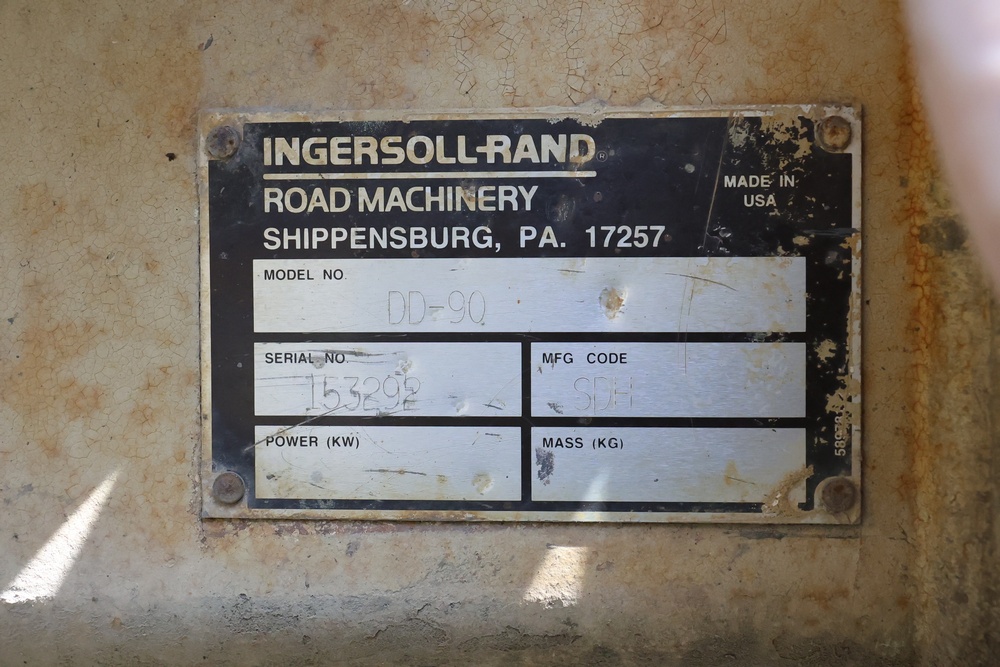 INGERSOLL-RAND®
ROAD MACHINERY
MADE IN
USA
SHIPPENSBURG, PA. 17257
MODEL NO.
DD-90
SERIAL NO.
153292
MFG CODE
SDH
POWER (KW)
MASS (KG)